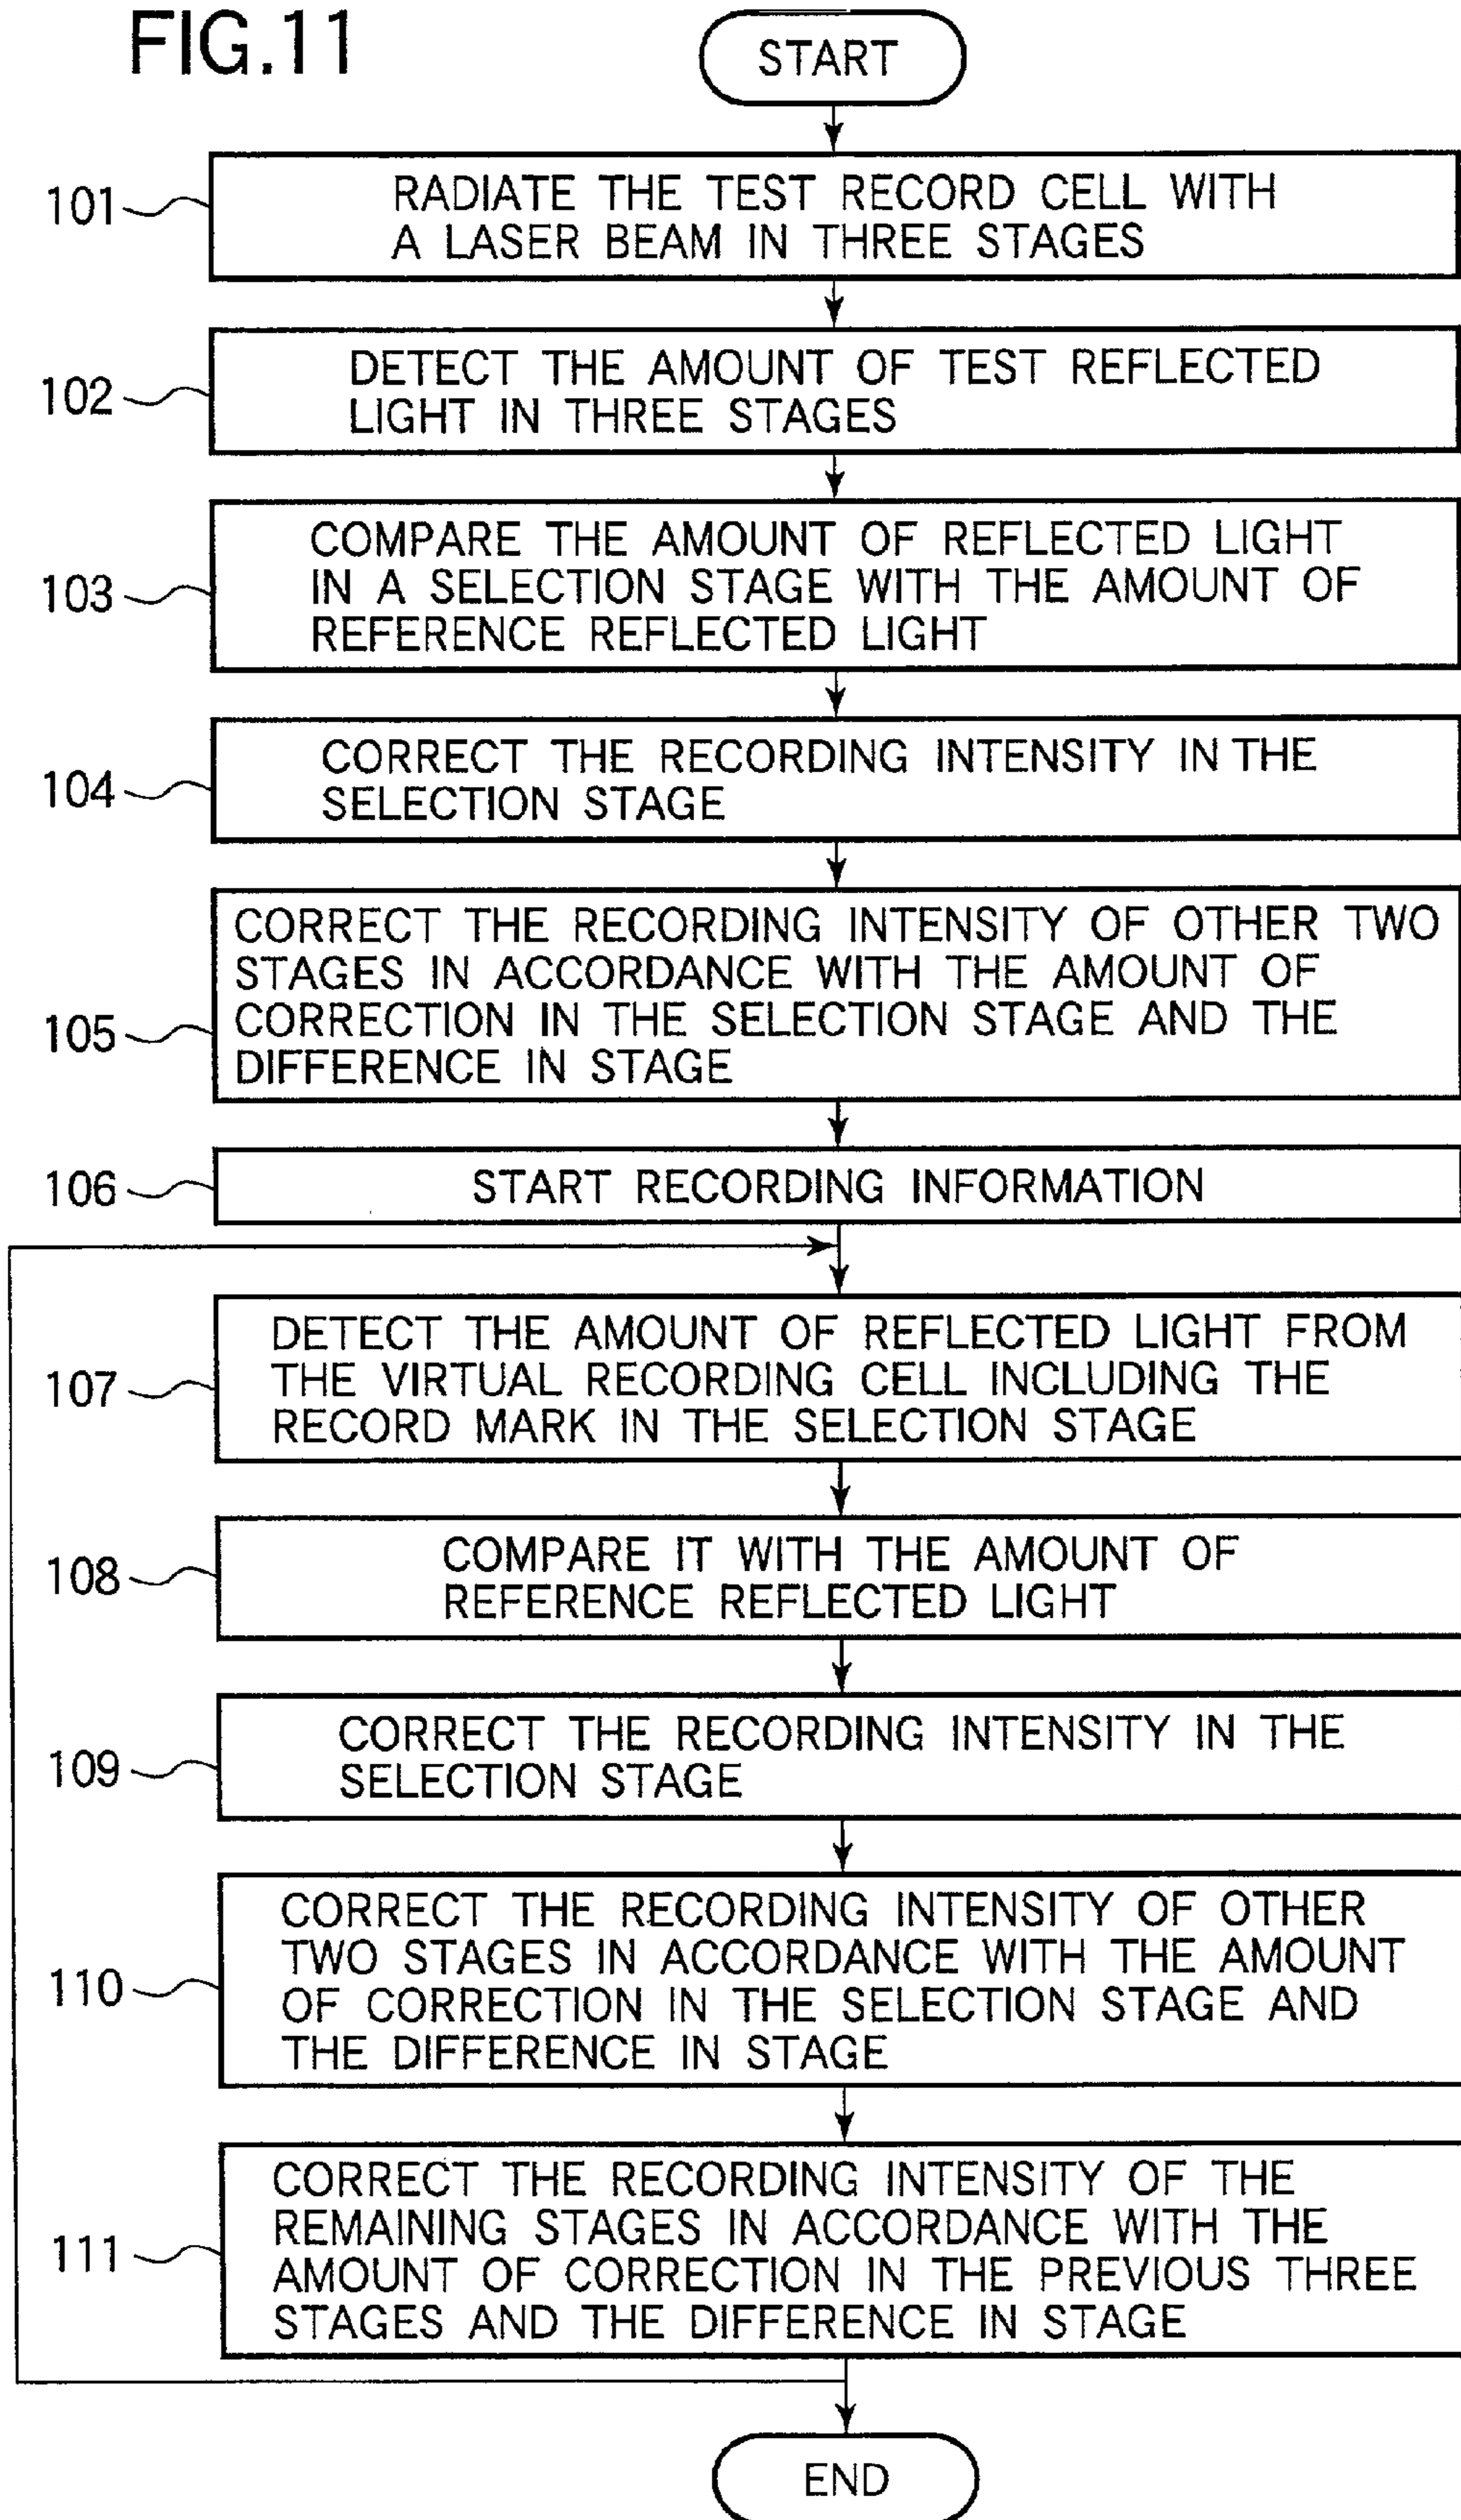 FIG.11
START
101
RADIATE THE TEST RECORD CELL WITH
A LASER BEAM IN THREE STAGES
102
DETECT THE AMOUNT OF TEST REFLECTED
LIGHT IN THREE STAGES
103
COMPARE THE AMOUNT OF REFLECTED LIGHT
IN A SELECTION STAGE WITH THE AMOUNT OF
REFERENCE REFLECTED LIGHT
104
CORRECT THE RECORDING INTENSITY IN THE
SELECTION STAGE
105
CORRECT THE RECORDING INTENSITY OF OTHER TWO
STAGES IN ACCORDANCE WITH THE AMOUNT OF
CORRECTION IN THE SELECTION STAGE AND THE
DIFFERENCE IN STAGE
106
START RECORDING INFORMATION
107
DETECT THE AMOUNT OF REFLECTED LIGHT FROM
THE VIRTUAL RECORDING CELL INCLUDING THE
RECORD MARK IN THE SELECTION STAGE
108
COMPARE IT WITH THE AMOUNT OF
REFERENCE REFLECTED LIGHT
109
CORRECT THE RECORDING INTENSITY IN THE
SELECTION STAGE
110
CORRECT THE RECORDING INTENSITY OF OTHER
TWO STAGES IN ACCORDANCE WITH THE AMOUNT
OF CORRECTION IN THE SELECTION STAGE AND
THE DIFFERENCE IN STAGE
111
CORRECT THE RECORDING INTENSITY OF THE
REMAINING STAGES IN ACCORDANCE WITH THE
AMOUNT OF CORRECTION IN THE PREVIOUS THREE
STAGES AND THE DIFFERENCE IN STAGE
END